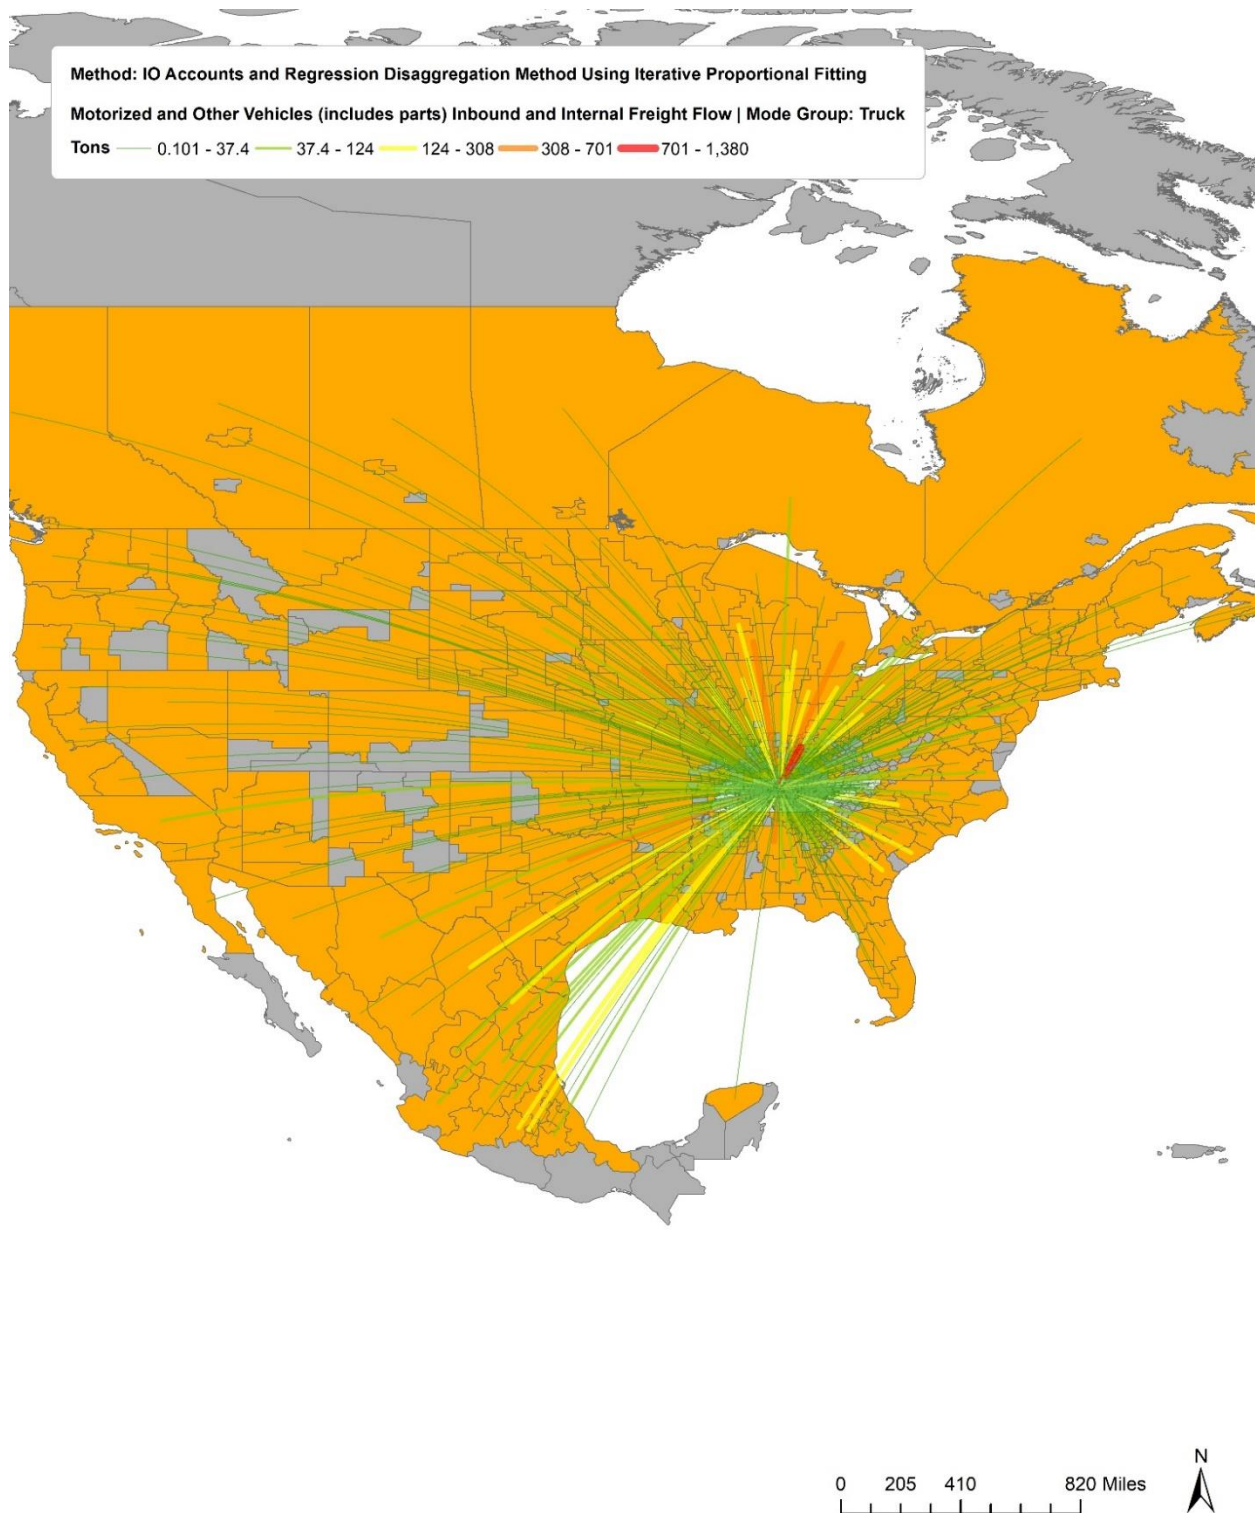 Method: IO Accounts and Regression Disaggregation Method Using Iterative Proportional Fitting
Motorized and Other Vehicles (includes parts) Inbound and Internal Freight Flow | Mode Group: Truck
Tons 0.101 - 37.4 37.4 - 124 124 - 308 308 - 701 701 - 1,380
N
0 205 410 820 Miles